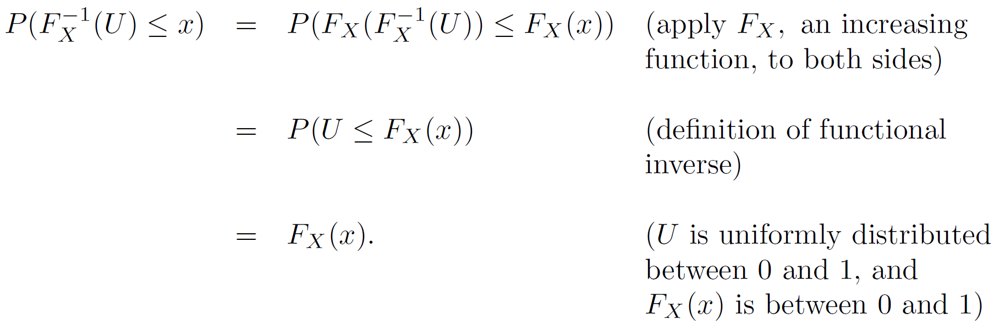 P(F_X^{-1}(U) ≤ x) = P(F_X(F_X^{-1}(U)) ≤ F_X(x)) (apply F_X, an increasing
function, to both sides)
= P(U ≤ F_X(x)) (definition of functional
inverse)
= F_X(x). (U is uniformly distributed
between 0 and 1, and
F_X(x) is between 0 and 1)